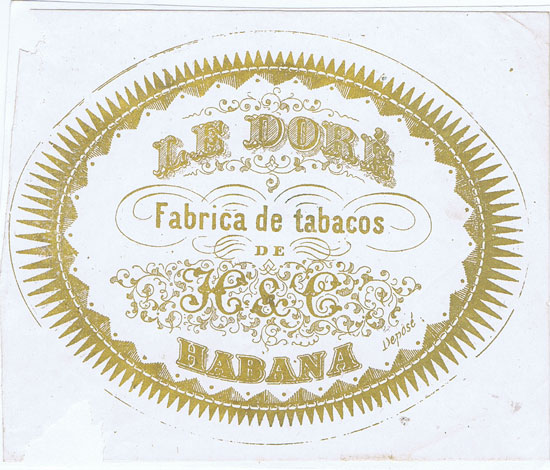 LE DORÉ
Fabrica de tabacos
DE
H & C
HABANA
Deposé